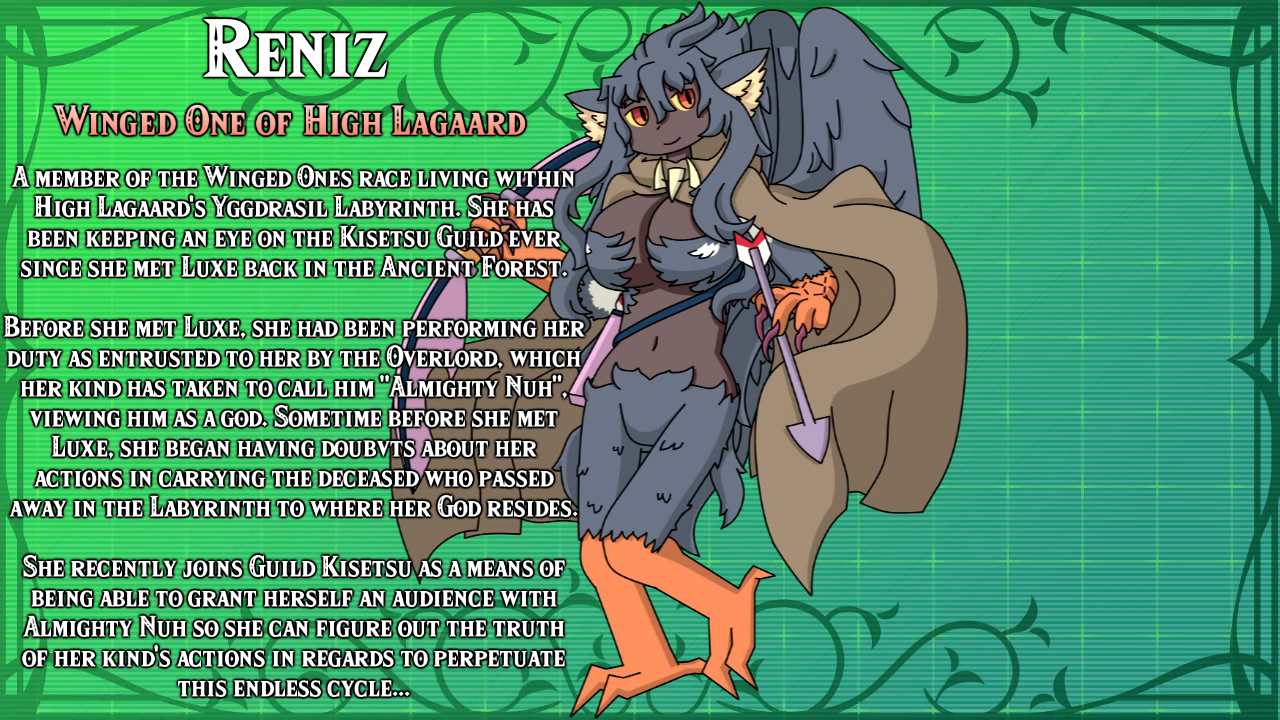 Reniz
Winged One of High Lagaard
A member of the Winged Ones race living within
High Lagaard's Yggdrasil Labyrinth. She has
been keeping an eye on the Kisetsu Guild ever
since she met Luxe back in the Ancient Forest.
Before she met Luxe, she had been performing her
duty as entrusted to her by the Overlord, which
her kind has taken to call him "Almighty Nuh",
viewing him as a god. Sometime before she met
Luxe, she began having doubvts about her
actions in carrying the deceased who passed
away in the Labyrinth to where her God resides.
She recently joins Guild Kisetsu as a means of
being able to grant herself an audience with
Almighty Nuh so she can figure out the truth
of her kind's actions in regards to perpetuate
this endless cycle...